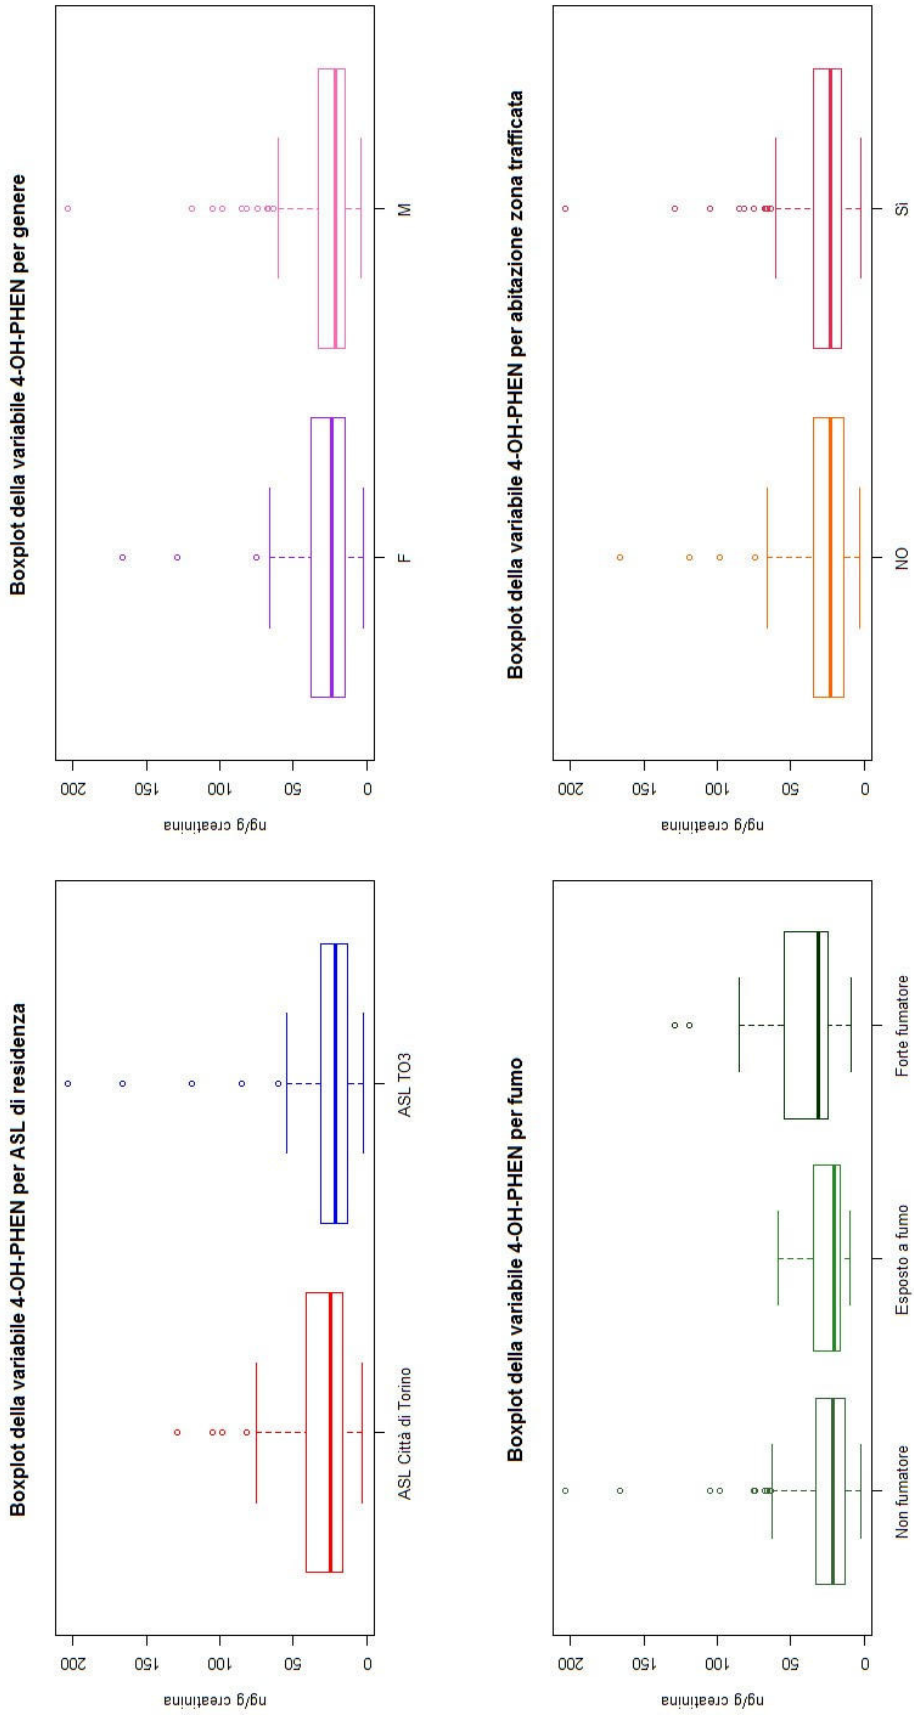 Boxplot della variabile 4-OH-PHEN per ASL di residenza
ng/g creatinina
0
50
100
150
200
ASL Città di Torino
ASL TO3
Boxplot della variabile 4-OH-PHEN per genere
ng/g creatinina
0
50
100
150
200
F
M
Boxplot della variabile 4-OH-PHEN per fumo
ng/g creatinina
0
50
100
150
200
Non fumatore
Esposto a fumo
Forte fumatore
Boxplot della variabile 4-OH-PHEN per abitazione zona trafficata
ng/g creatinina
0
50
100
150
200
NO
Sì